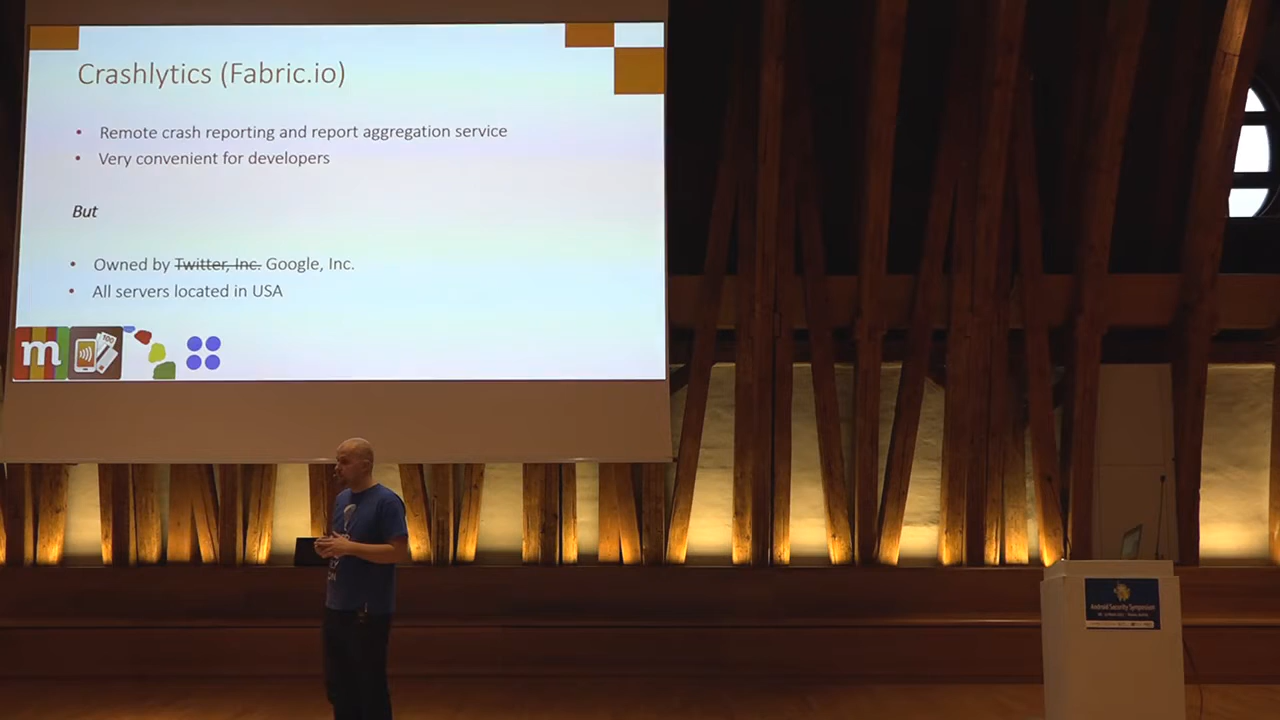 Crashlytics (Fabric.io)
• Remote crash reporting and report aggregation service
• Very convenient for developers
But
• Owned by Twitter, Inc. Google, Inc.
• All servers located in USA
m
100
Android Security Symposium